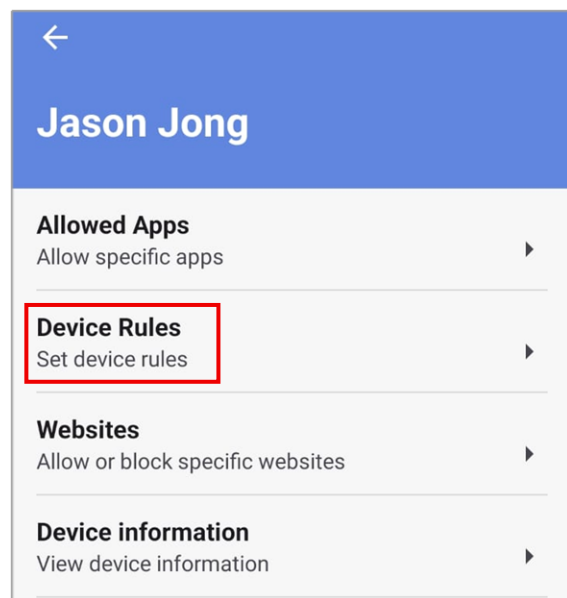 Jason Jong
Allowed Apps
Allow specific apps
Device Rules
Set device rules
Websites
Allow or block specific websites
Device information
View device information